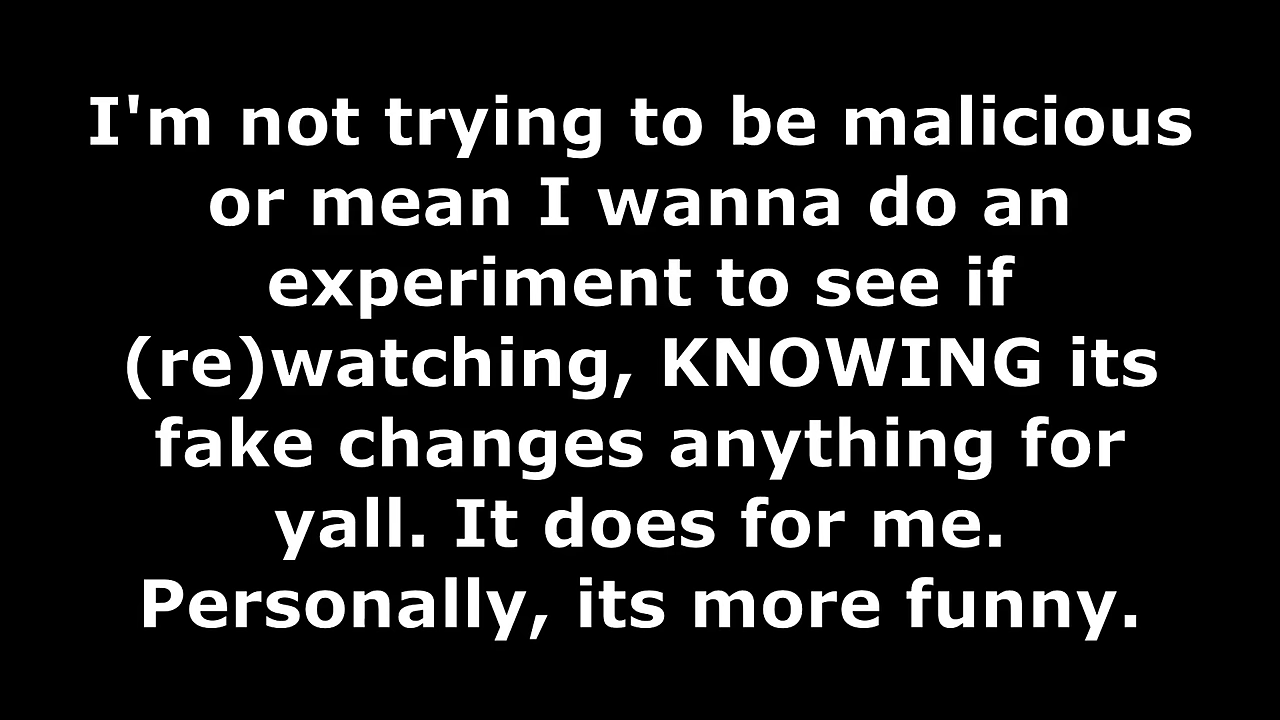 I'm not trying to be malicious
or mean I wanna do an
experiment to see if
(re)watching, KNOWING its
fake changes anything for
yall. It does for me.
Personally, its more funny.